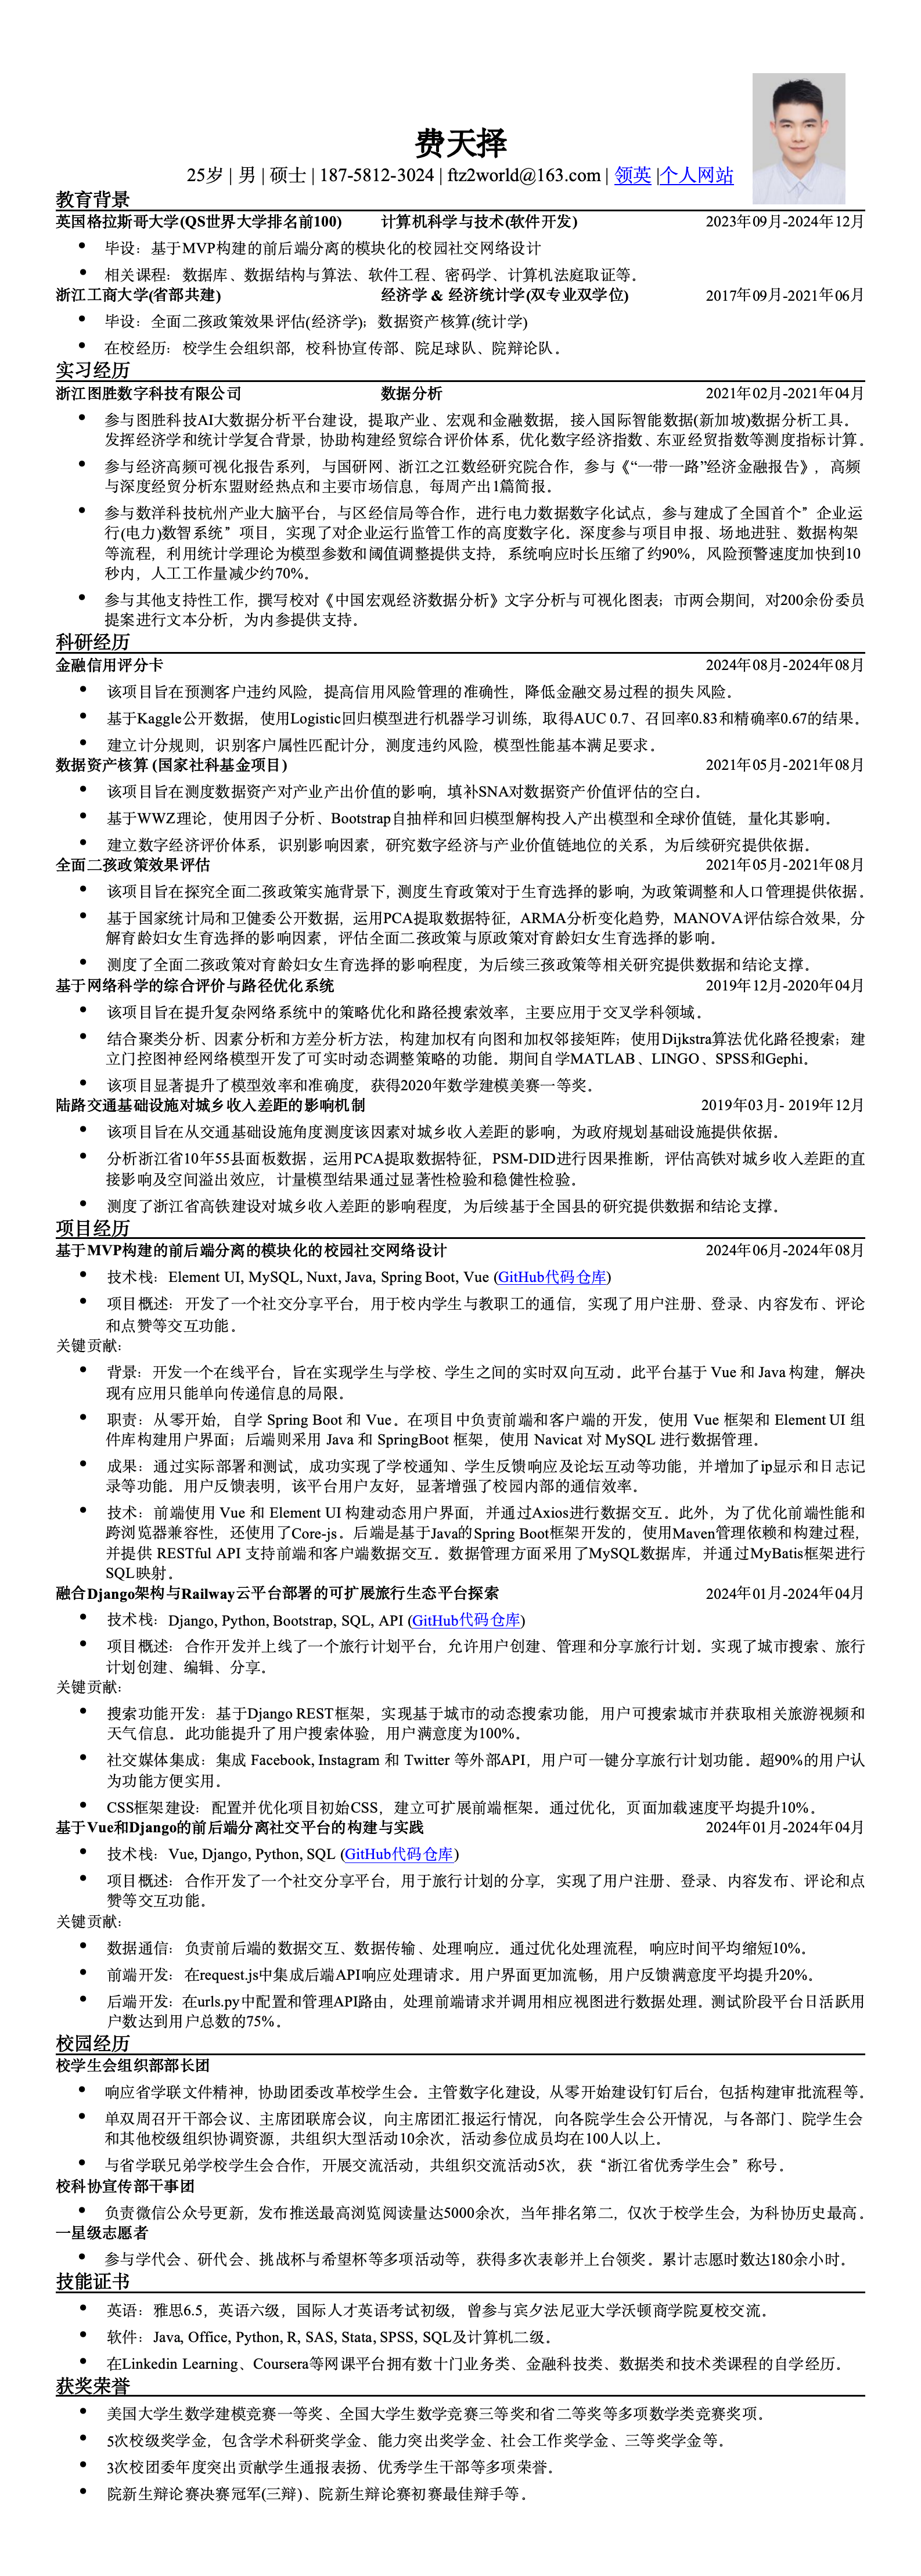 费天择
25岁 | 男 | 硕士 | 187-5812-3024 | ftz2world@163.com | 领英 |个人网站
教育背景
英国格拉斯哥大学(QS世界大学排名前100) 计算机科学与技术(软件开发) 2023年09月-2024年12月
• 毕设：基于MVP构建的前后端分离的模块化的校园社交网络设计
• 相关课程：数据库、数据结构与算法、软件工程、密码学、计算机法庭取证等。
浙江工商大学(省部共建) 经济学 & 经济统计学(双专业双学位) 2017年09月-2021年06月
• 毕设：全面二孩政策效果评估(经济学)；数据资产核算(统计学)
• 在校经历：校学生会组织部，校科协宣传部、院足球队、院辩论队。
实习经历
浙江图胜数字科技有限公司 数据分析 2021年02月-2021年04月
• 参与图胜科技AI大数据分析平台建设，提取产业、宏观和金融数据，接入国际智能数据(新加坡)数据分析工具。
发挥经济学和统计学复合背景，协助构建经贸综合评价体系，优化数字经济指数、东亚经贸指数等测度指标计算。
• 参与经济高频可视化报告系列，与国研网、浙江之江数经研究院合作，参与《“一带一路”经济金融报告》，高频
与深度经贸分析东盟财经热点和主要市场信息，每周产出1篇简报。
• 参与数洋科技杭州产业大脑平台，与区经信局等合作，进行电力数据数字化试点，参与建成了全国首个”企业运
行(电力)数智系统”项目，实现了对企业运行监管工作的高度数字化。深度参与项目申报、场地进驻、数据构架
等流程，利用统计学理论为模型参数和阈值调整提供支持，系统响应时长压缩了约90%，风险预警速度加快到10
秒内，人工工作量减少约70%。
• 参与其他支持性工作，撰写校对《中国宏观经济数据分析》文字分析与可视化图表；市两会期间，对200余份委员
提案进行文本分析，为内参提供支持。
科研经历
金融信用评分卡 2024年08月-2024年08月
• 该项目旨在预测客户违约风险，提高信用风险管理的准确性，降低金融交易过程的损失风险。
• 基于Kaggle公开数据，使用Logistic回归模型进行机器学习训练，取得AUC 0.7、召回率0.83和精确率0.67的结果。
• 建立计分规则，识别客户属性匹配计分，测度违约风险，模型性能基本满足要求。
数据资产核算 (国家社科基金项目) 2021年05月-2021年08月
• 该项目旨在测度数据资产对产业产出价值的影响，填补SNA对数据资产价值评估的空白。
• 基于WWZ理论，使用因子分析、Bootstrap自抽样和回归模型解构投入产出模型和全球价值链，量化其影响。
• 建立数字经济评价体系，识别影响因素，研究数字经济与产业价值链地位的关系，为后续研究提供依据。
全面二孩政策效果评估 2021年05月-2021年08月
• 该项目旨在探究全面二孩政策实施背景下，测度生育政策对于生育选择的影响，为政策调整和人口管理提供依据。
• 基于国家统计局和卫健委公开数据，运用PCA提取数据特征，ARMA分析变化趋势，MANOVA评估综合效果，分
解育龄妇女生育选择的影响因素，评估全面二孩政策与原政策对育龄妇女生育选择的影响。
• 测度了全面二孩政策对育龄妇女生育选择的影响程度，为后续三孩政策等相关研究提供数据和结论支撑。
基于网络科学的综合评价与路径优化系统 2019年12月-2020年04月
• 该项目旨在提升复杂网络系统中的策略优化和路径搜索效率，主要应用于交叉学科领域。
• 结合聚类分析、因素分析和方差分析方法，构建加权有向图和加权邻接矩阵；使用Dijkstra算法优化路径搜索；建
立门控图神经网络模型开发了可实时动态调整策略的功能。期间自学MATLAB、LINGO、SPSS和Gephi。
• 该项目显著提升了模型效率和准确度，获得2020年数学建模美赛一等奖。
陆路交通基础设施对城乡收入差距的影响机制 2019年03月- 2019年12月
• 该项目旨在从交通基础设施角度测度该因素对城乡收入差距的影响，为政府规划基础设施提供依据。
• 分析浙江省10年55县面板数据，运用PCA提取数据特征，PSM-DID进行因果推断，评估高铁对城乡收入差距的直
接影响及空间溢出效应，计量模型结果通过显著性检验和稳健性检验。
• 测度了浙江省高铁建设对城乡收入差距的影响程度，为后续基于全国县的研究提供数据和结论支撑。
项目经历
基于MVP构建的前后端分离的模块化的校园社交网络设计 2024年06月-2024年08月
• 技术栈：Element UI, MySQL, Nuxt, Java, Spring Boot, Vue (GitHub代码仓库)
• 项目概述：开发了一个社交分享平台，用于校内学生与教职工的通信，实现了用户注册、登录、内容发布、评论
和点赞等交互功能。
关键贡献：
• 背景：开发一个在线平台，旨在实现学生与学校、学生之间的实时双向互动。此平台基于 Vue 和 Java 构建，解决
现有应用只能单向传递信息的局限。
• 职责：从零开始，自学 Spring Boot 和 Vue。在项目中负责前端和客户端的开发，使用 Vue 框架和 Element UI 组
件库构建用户界面；后端则采用 Java 和 SpringBoot 框架，使用 Navicat 对 MySQL 进行数据管理。
• 成果：通过实际部署和测试，成功实现了学校通知、学生反馈响应及论坛互动等功能，并增加了ip显示和日志记
录等功能。用户反馈表明，该平台用户友好，显著增强了校园内部的通信效率。
• 技术：前端使用 Vue 和 Element UI 构建动态用户界面，并通过Axios进行数据交互。此外，为了优化前端性能和
跨浏览器兼容性，还使用了Core-js。后端是基于Java的Spring Boot框架开发的，使用Maven管理依赖和构建过程，
并提供 RESTful API 支持前端和客户端数据交互。数据管理方面采用了MySQL数据库，并通过MyBatis框架进行
SQL映射。
融合Django架构与Railway云平台部署的可扩展旅行生态平台探索 2024年01月-2024年04月
• 技术栈：Django, Python, Bootstrap, SQL, API (GitHub代码仓库)
• 项目概述：合作开发并上线了一个旅行计划平台，允许用户创建、管理和分享旅行计划。实现了城市搜索、旅行
计划创建、编辑、分享。
关键贡献：
• 搜索功能开发：基于Django REST框架，实现基于城市的动态搜索功能，用户可搜索城市并获取相关旅游视频和
天气信息。此功能提升了用户搜索体验，用户满意度为100%。
• 社交媒体集成：集成 Facebook, Instagram 和 Twitter 等外部API，用户可一键分享旅行计划功能。超90%的用户认
为功能方便实用。
• CSS框架建设：配置并优化项目初始CSS，建立可扩展前端框架。通过优化，页面加载速度平均提升10%。
基于Vue和Django的前后端分离社交平台的构建与实践 2024年01月-2024年04月
• 技术栈：Vue, Django, Python, SQL (GitHub代码仓库)
• 项目概述：合作开发了一个社交分享平台，用于旅行计划的分享，实现了用户注册、登录、内容发布、评论和点
赞等交互功能。
关键贡献：
• 数据通信：负责前后端的数据交互、数据传输、处理响应。通过优化处理流程，响应时间平均缩短10%。
• 前端开发：在request.js中集成后端API响应处理请求。用户界面更加流畅，用户反馈满意度平均提升20%。
• 后端开发：在urls.py中配置和管理API路由，处理前端请求并调用相应视图进行数据处理。测试阶段平台日活跃用
户数达到用户总数的75%。
校园经历
校学生会组织部部长团
• 响应省学联文件精神，协助团委改革校学生会。主管数字化建设，从零开始建设钉钉后台，包括构建审批流程等。
• 单双周召开干部会议、主席团联席会议，向主席团汇报运行情况，向各院学生会公开情况，与各部门、院学生会
和其他校级组织协调资源，共组织大型活动10余次，活动参位成员均在100人以上。
• 与省学联兄弟学校学生会合作，开展交流活动，共组织交流活动5次，获“浙江省优秀学生会”称号。
校科协宣传部干事团
• 负责微信公众号更新，发布推送最高浏览阅读量达5000余次，当年排名第二，仅次于校学生会，为科协历史最高。
一星级志愿者
• 参与学代会、研代会、挑战杯与希望杯等多项活动等，获得多次表彰并上台领奖。累计志愿时数达180余小时。
技能证书
• 英语：雅思6.5，英语六级，国际人才英语考试初级，曾参与宾夕法尼亚大学沃顿商学院夏校交流。
• 软件：Java, Office, Python, R, SAS, Stata, SPSS, SQL及计算机二级。
• 在Linkedin Learning、Coursera等网课平台拥有数十门业务类、金融科技类、数据类和技术类课程的自学经历。
获奖荣誉
• 美国大学生数学建模竞赛一等奖、全国大学生数学竞赛三等奖和省二等奖等多项数学类竞赛奖项。
• 5次校级奖学金，包含学术科研奖学金、能力突出奖学金、社会工作奖学金、三等奖学金等。
• 3次校团委年度突出贡献学生通报表扬、优秀学生干部等多项荣誉。
• 院新生辩论赛决赛冠军(三辩)、院新生辩论赛初赛最佳辩手等。